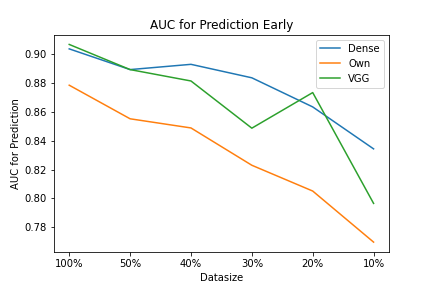 AUC for Prediction Early
Dense
Own
VGG
AUC for Prediction
0.90
0.88
0.86
0.84
0.82
0.80
0.78
100% 50% 40% 30% 20% 10%
Datasize